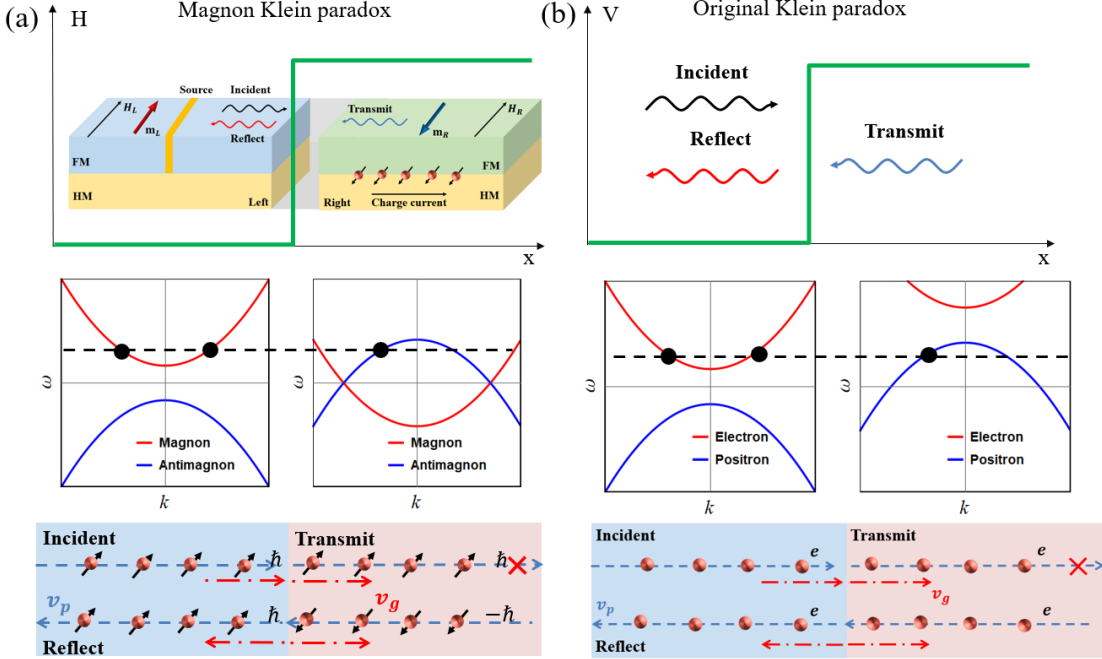 (a)
H
Magnon Klein paradox
Source
Incident
H_L
m_L
Reflect
Transmit
m_R
H_R
FM
FM
HM
HM
Left
Right
Charge current
x
ω
Magnon
Antimagnon
k
ω
Magnon
Antimagnon
k
Incident
Transmit
ħ
ħ
v_p
ħ
v_g
−ħ
Reflect
(b)
V
Original Klein paradox
Incident
Reflect
Transmit
x
ω
Electron
Positron
k
ω
Electron
Positron
k
Incident
Transmit
e
e
v_p
v_g
e
e
Reflect